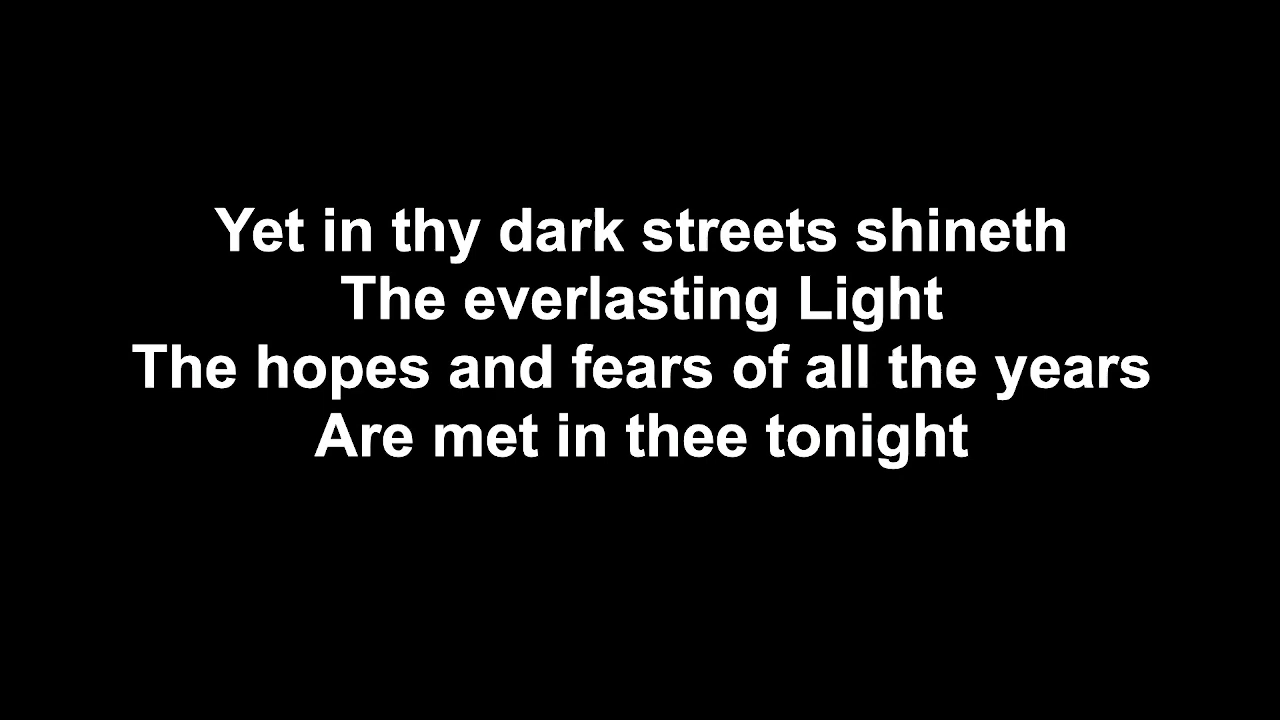 Yet in thy dark streets shineth
The everlasting Light
The hopes and fears of all the years
Are met in thee tonight